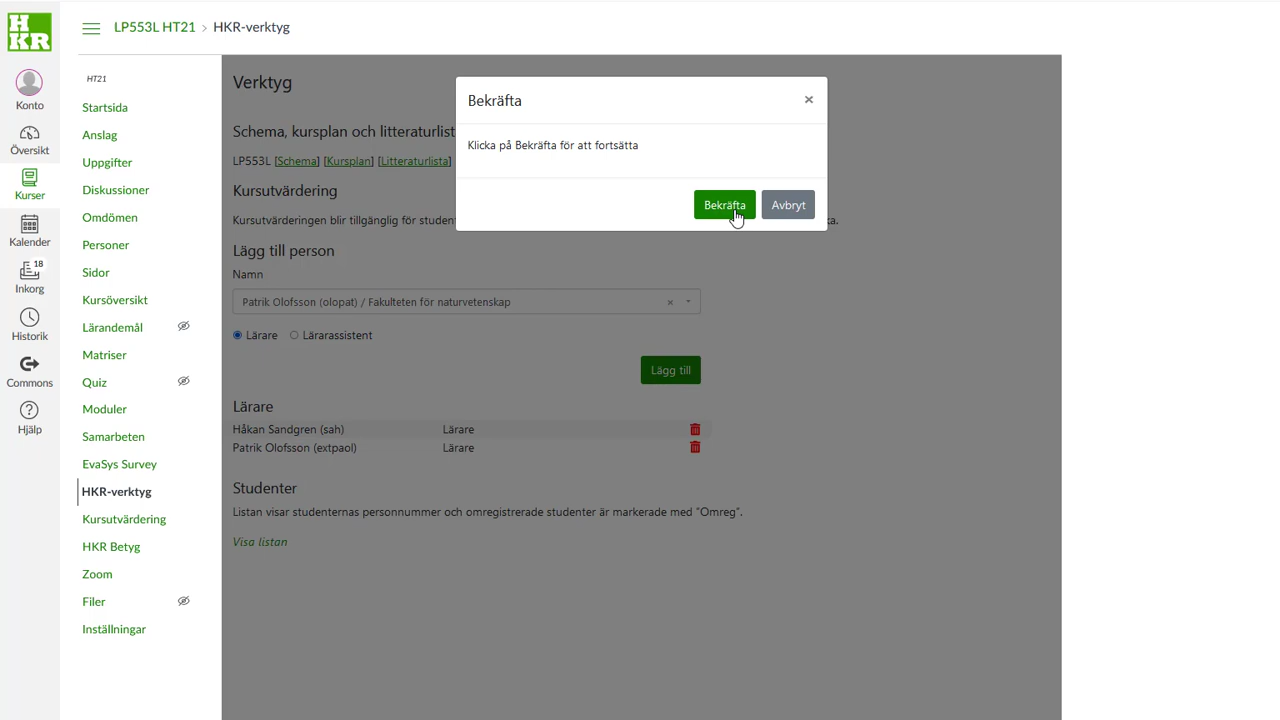 HKR
LP553L HT21 > HKR-verktyg
Konto
Översikt
Kurser
Kalender
18
Inkorg
Historik
Commons
Hjälp
HT21
Startsida
Anslag
Uppgifter
Diskussioner
Omdömen
Personer
Sidor
Kursöversikt
Lärandemål
Matriser
Quiz
Moduler
Samarbeten
EvaSys Survey
HKR-verktyg
Kursutvärdering
HKR Betyg
Zoom
Filer
Inställningar
Verktyg
Schema, kursplan och litteraturlist
LP553L [Schema] [Kursplan] [Litteraturlista]
Kursutvärdering
Kursutvärderingen blir tillgänglig för student
ka.
Lägg till person
Namn
Patrik Olofsson (olopat) / Fakulteten för naturvetenskap ×
Lärare Lärarassistent
Lägg till
Lärare
Håkan Sandgren (sah) Lärare
Patrik Olofsson (extpaol) Lärare
Studenter
Listan visar studenternas personnummer och omregistrerade studenter är markerade med "Omreg".
Visa listan
Bekräfta ×
Klicka på Bekräfta för att fortsätta
Bekräfta Avbryt